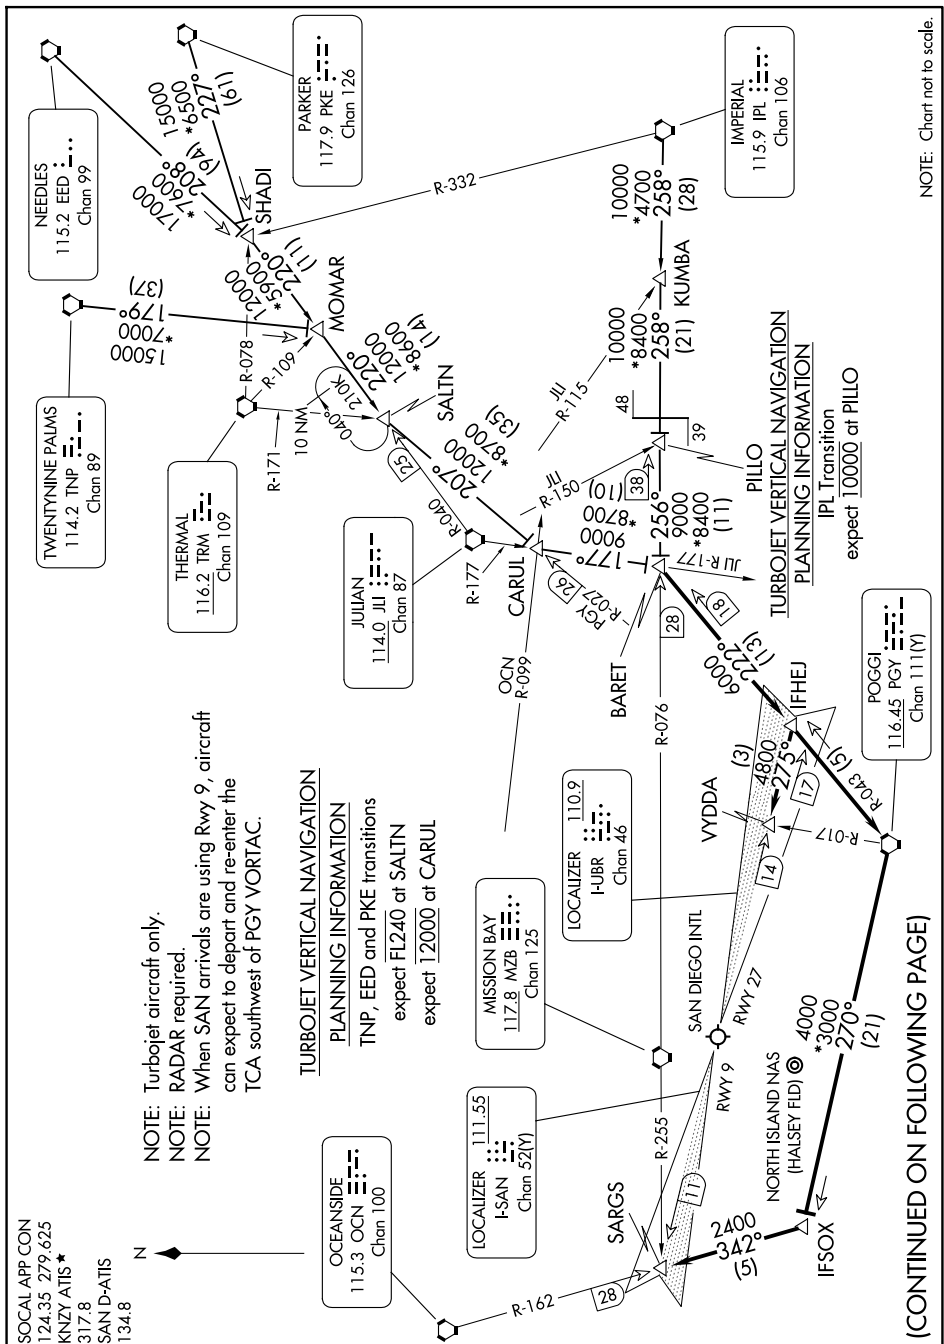 SOCAL APP CON
124.35 279.625
KNZY ATIS★
317.8
SAN D-ATIS
134.8
N
NOTE: Turbojet aircraft only.
NOTE: RADAR required.
NOTE: When SAN arrivals are using Rwy 9, aircraft
can expect to depart and re-enter the
TCA southwest of PGY VORTAC.
TURBOJET VERTICAL NAVIGATION
PLANNING INFORMATION
TNP, EED and PKE transitions
expect FL240 at SALTN
expect 12000 at CARUL
TWENTYNINE PALMS
114.2 TNP
Chan 89
NEEDLES
115.2 EED
Chan 99
PARKER
117.9 PKE
Chan 126
THERMAL
116.2 TRM
Chan 109
JULIAN
114.0 JLI
Chan 87
IMPERIAL
115.9 IPL
Chan 106
OCEANSIDE
115.3 OCN
Chan 100
MISSION BAY
117.8 MZB
Chan 125
LOCALIZER 110.9
I-UBR
Chan 46
LOCALIZER 111.55
I-SAN
Chan 52(Y)
POGGI
116.45 PGY
Chan 111(Y)
17000
*7600
208°
(94)
15000
*6500
227°
(61)
SHADI
12000
*5900
220°
(11)
15000
*7000
179°
(37)
MOMAR
R-078
R-109
R-171
10 NM
040°
210K
220°
12000
*8600
(14)
SALTN
25
R-040
207°
12000
*8700
(35)
R-332
R-177
CARUL
OCN
R-099
26
PGY
R-027
177°
9000
*8700
(10)
JLI
R-115
JLI
R-150
10000
*4700
258°
(28)
KUMBA
10000
*8400
258°
(21)
48
39
38
PILLO
256°
9000
*8400
(11)
JLI R-177
BARET
28
R-076
18
6000
222°
(13)
IFHEJ
TURBOJET VERTICAL NAVIGATION
PLANNING INFORMATION
IPL Transition
expect 10000 at PILLO
(3)
4800
275°
VYDDA
17
14
R-017
R-043 (5)
SAN DIEGO INTL
RWY 27
RWY 9
NORTH ISLAND NAS
(HALSEY FLD)
4000
*3000
270°
(21)
R-255
SARGS
11
28
R-162
2400
342°
(5)
IFSOX
NOTE: Chart not to scale.
(CONTINUED ON FOLLOWING PAGE)